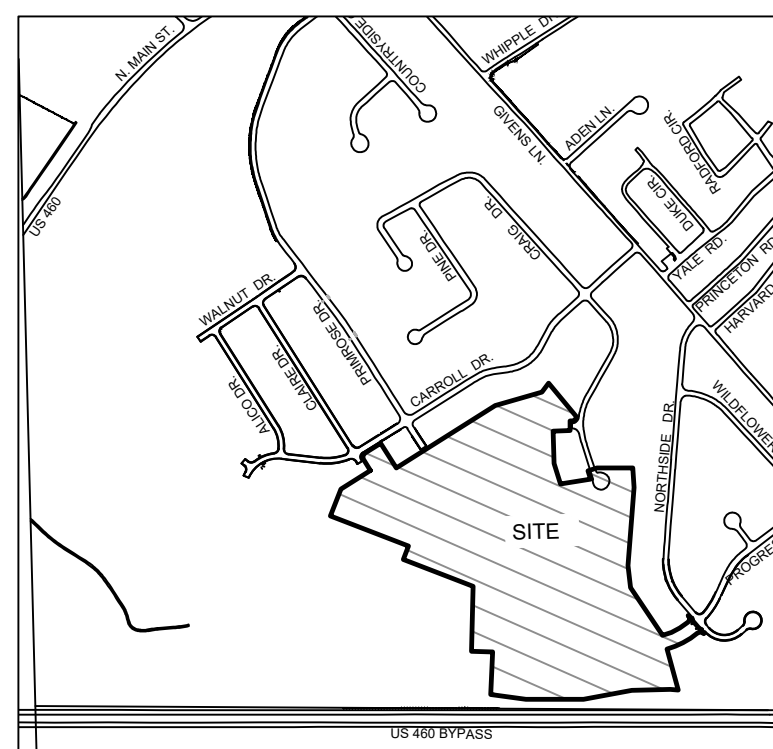 N. MAIN ST.
COUNTRYSIDE
WHIPPLE DR
US 460
GIVENS LN.
ADEN LN.
RADFORD CIR.
DUKE CIR.
CRAIG DR.
PINE DR.
YALE RD.
PRINCETON RD
HARVARD
WALNUT DR.
PRIMROSE DR.
CLAIRE DR.
ALICO DR.
CARROLL DR.
WILDFLOWER
NORTHSIDE DR.
SITE
PROGRES
US 460 BYPASS